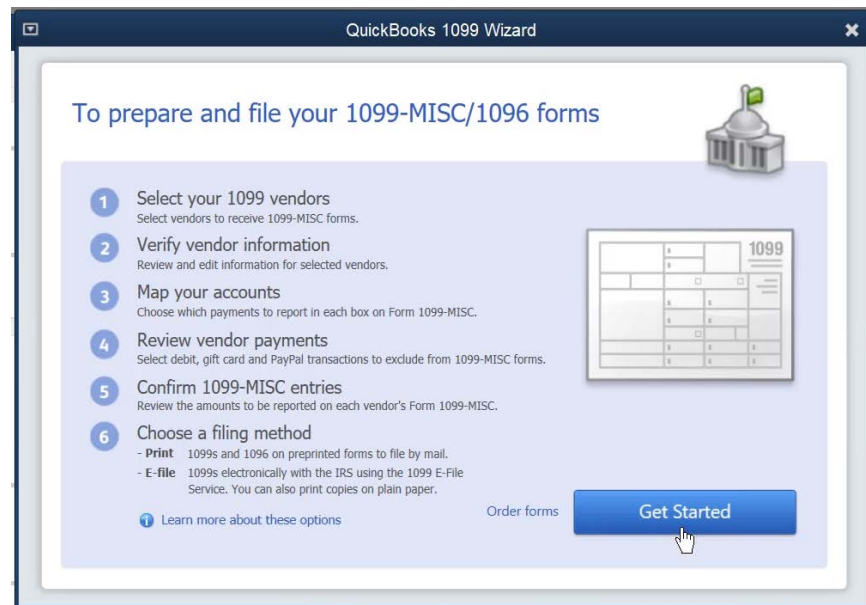 QuickBooks 1099 Wizard
To prepare and file your 1099-MISC/1096 forms
1 Select your 1099 vendors
Select vendors to receive 1099-MISC forms.
2 Verify vendor information
Review and edit information for selected vendors.
3 Map your accounts
Choose which payments to report in each box on Form 1099-MISC.
4 Review vendor payments
Select debit, gift card and PayPal transactions to exclude from 1099-MISC forms.
5 Confirm 1099-MISC entries
Review the amounts to be reported on each vendor's Form 1099-MISC.
6 Choose a filing method
- Print 1099s and 1096 on preprinted forms to file by mail.
- E-file 1099s electronically with the IRS using the 1099 E-File
Service. You can also print copies on plain paper.
Learn more about these options
1099
Order forms
Get Started